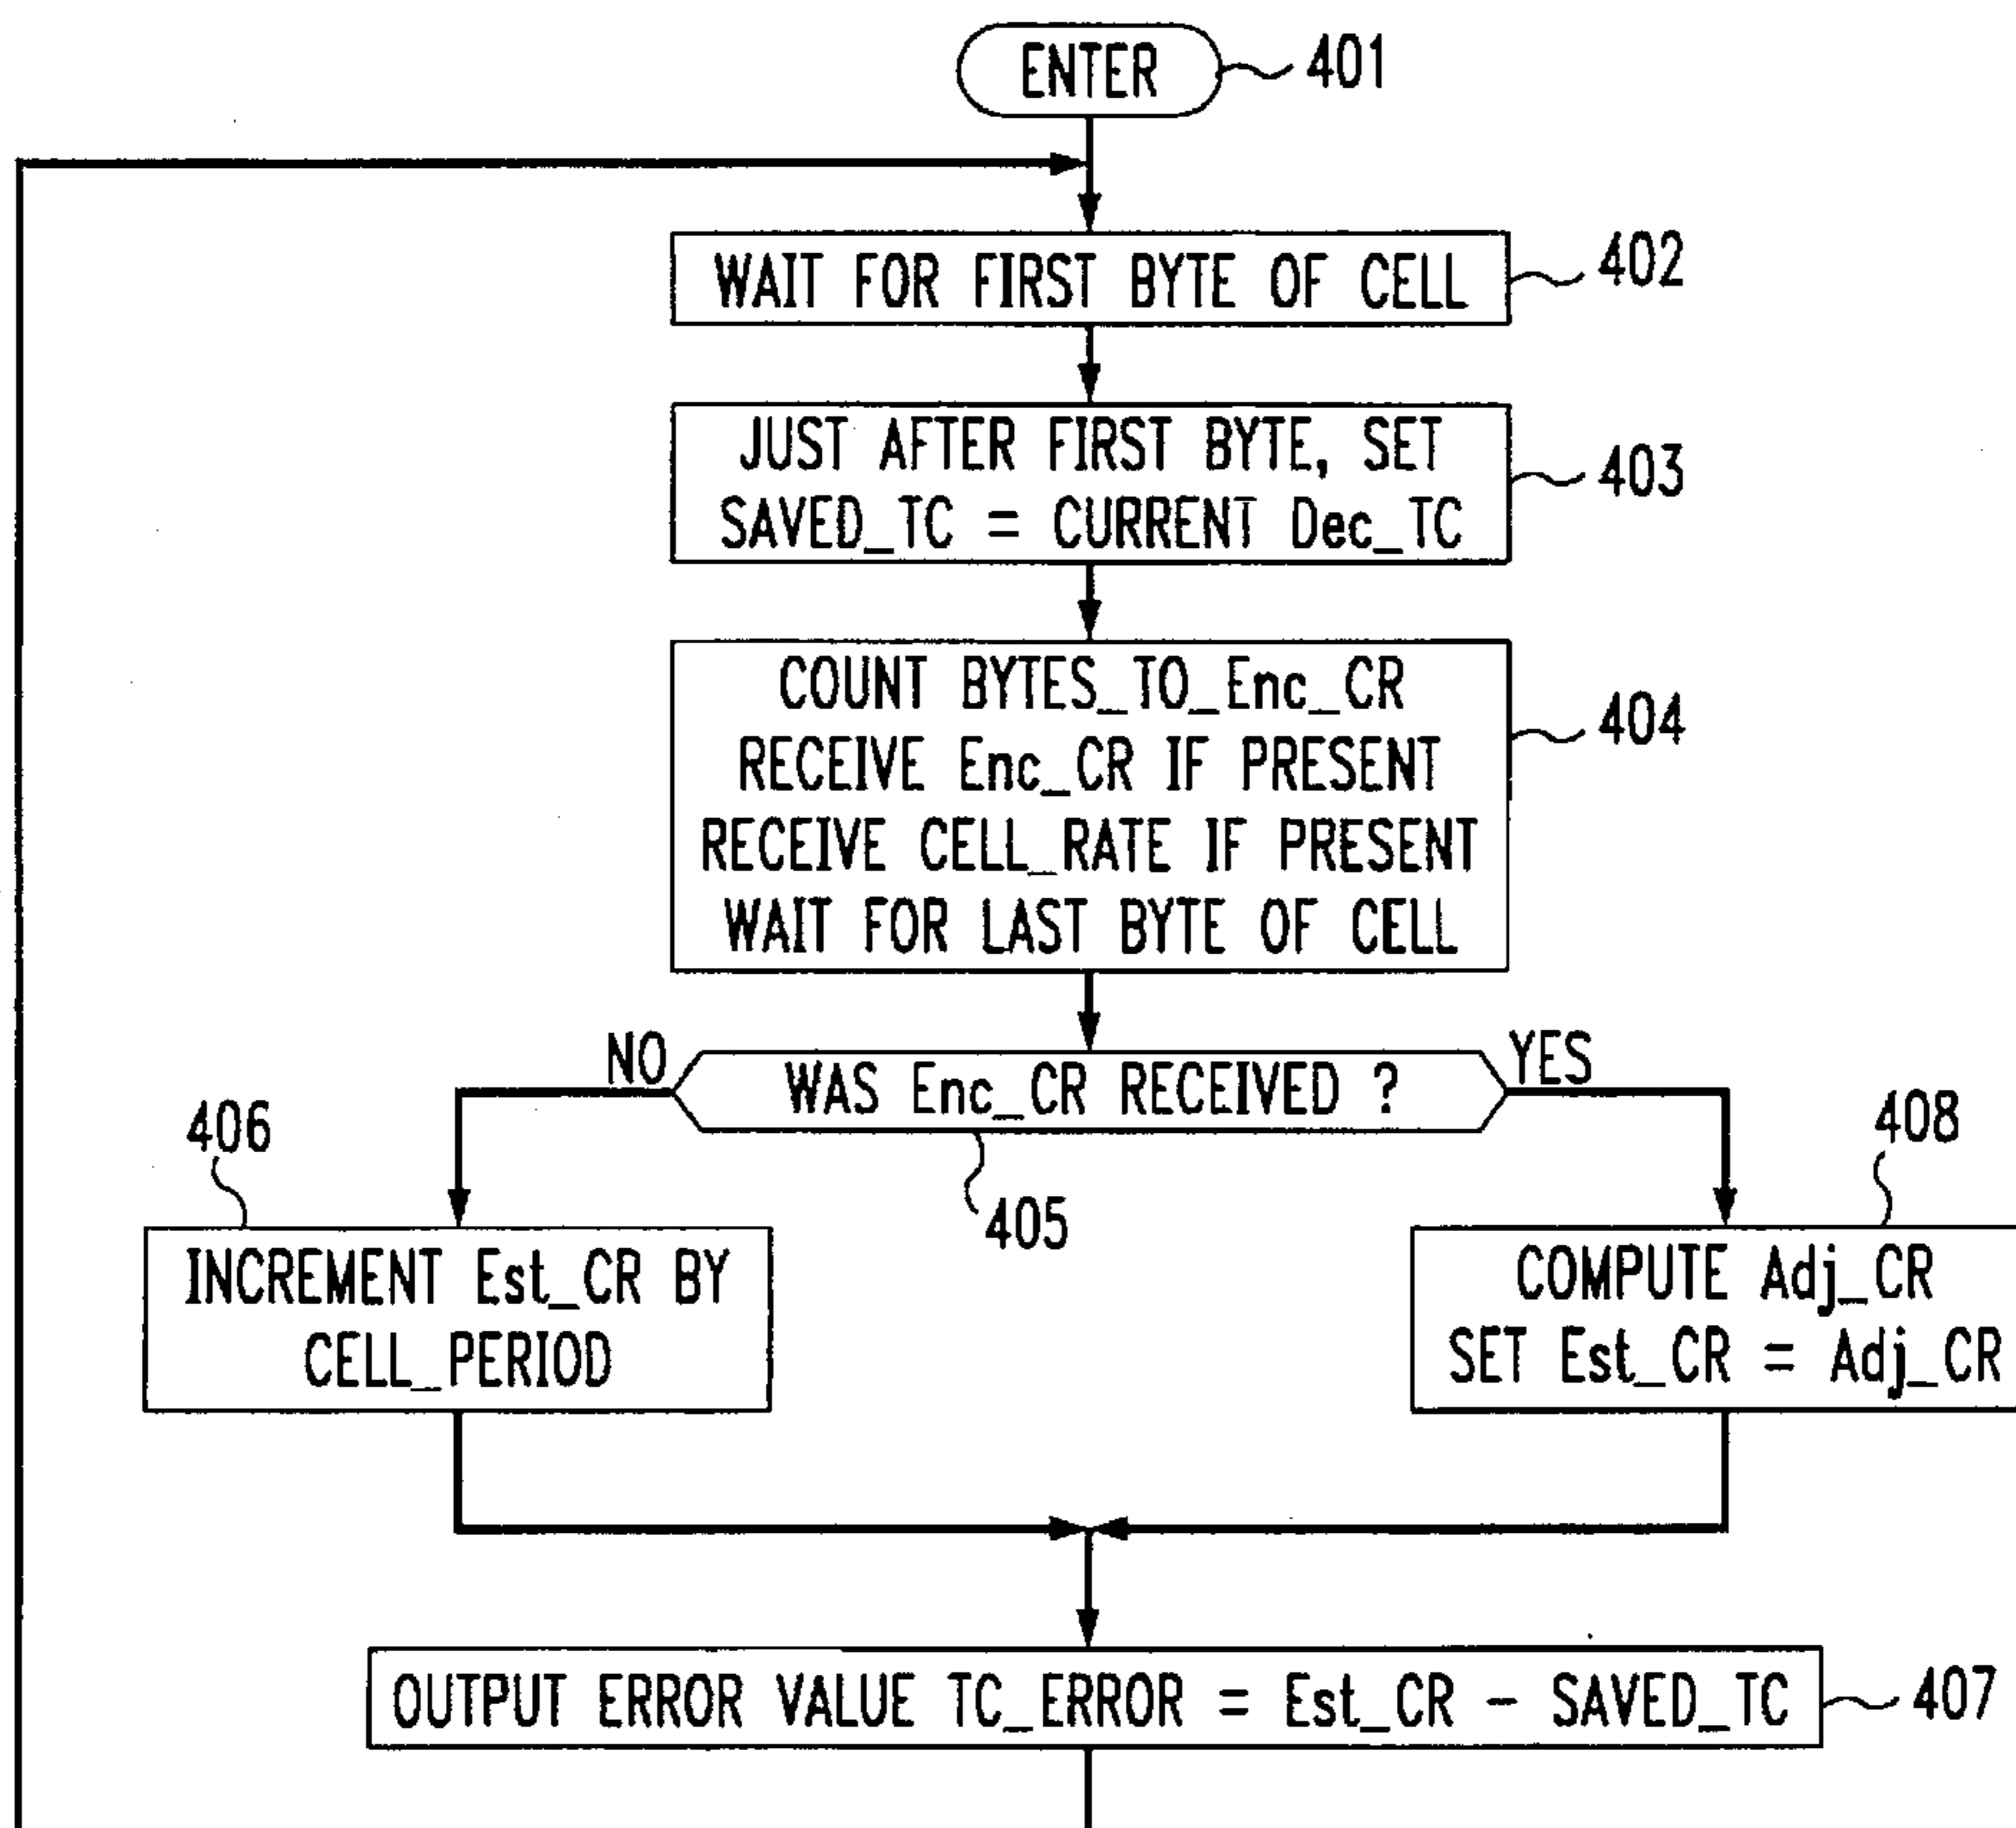 ENTER
401
WAIT FOR FIRST BYTE OF CELL
402
JUST AFTER FIRST BYTE, SET
SAVED_TC = CURRENT Dec_TC
403
COUNT BYTES_TO_Enc_CR
RECEIVE Enc_CR IF PRESENT
RECEIVE CELL_RATE IF PRESENT
WAIT FOR LAST BYTE OF CELL
404
NO
WAS Enc_CR RECEIVED ?
YES
405
406
INCREMENT Est_CR BY
CELL_PERIOD
408
COMPUTE Adj_CR
SET Est_CR = Adj_CR
OUTPUT ERROR VALUE TC_ERROR = Est_CR - SAVED_TC
407